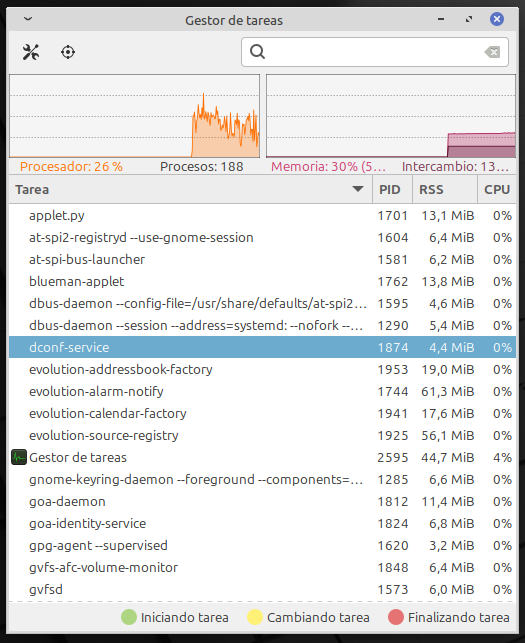 Gestor de tareas
Procesador: 26 % Procesos: 188 Memoria: 30% (5... Intercambio: 13...
Tarea PID RSS CPU
applet.py 1701 13,1 MiB 0%
at-spi2-registryd --use-gnome-session 1604 6,4 MiB 0%
at-spi-bus-launcher 1581 6,2 MiB 0%
blueman-applet 1762 13,8 MiB 0%
dbus-daemon --config-file=/usr/share/defaults/at-spi2... 1595 4,6 MiB 0%
dbus-daemon --session --address=systemd: --nofork --... 1290 5,4 MiB 0%
dconf-service 1874 4,4 MiB 0%
evolution-addressbook-factory 1953 19,0 MiB 0%
evolution-alarm-notify 1744 61,3 MiB 0%
evolution-calendar-factory 1941 17,6 MiB 0%
evolution-source-registry 1925 56,1 MiB 0%
Gestor de tareas 2595 44,7 MiB 4%
gnome-keyring-daemon --foreground --components=... 1285 6,6 MiB 0%
goa-daemon 1812 11,4 MiB 0%
goa-identity-service 1824 6,8 MiB 0%
gpg-agent --supervised 1620 3,2 MiB 0%
gvfs-afc-volume-monitor 1848 6,4 MiB 0%
gvfsd 1573 6,0 MiB 0%
Iniciando tarea Cambiando tarea Finalizando tarea